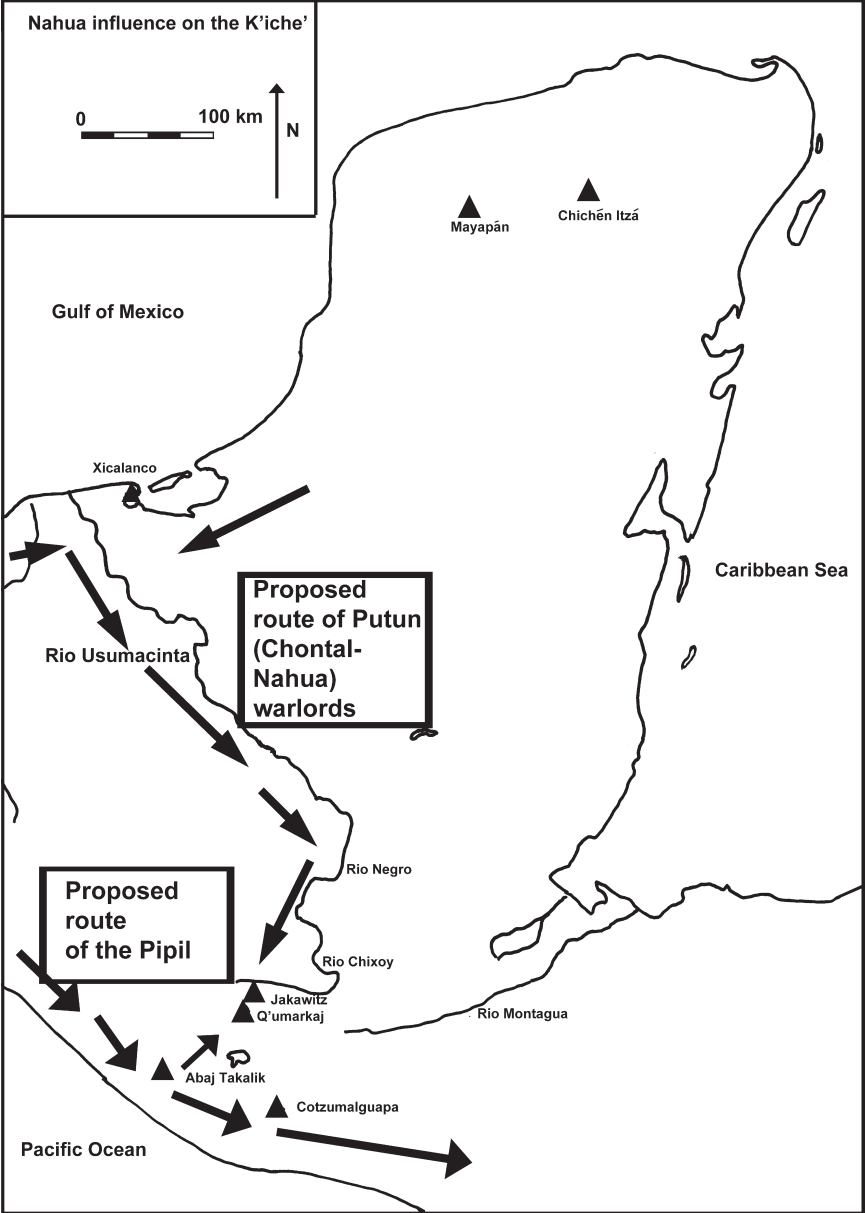 Nahua influence on the K'iche'
0 100 km
N
Mayapán
Chichén Itzá
Gulf of Mexico
Xicalanco
Caribbean Sea
Proposed
route of Putun
(Chontal-
Nahua)
warlords
Rio Usumacinta
Rio Negro
Proposed
route
of the Pipil
Rio Chixoy
Jakawitz
Q'umarkaj
Rio Montagua
Abaj Takalik
Cotzumalguapa
Pacific Ocean